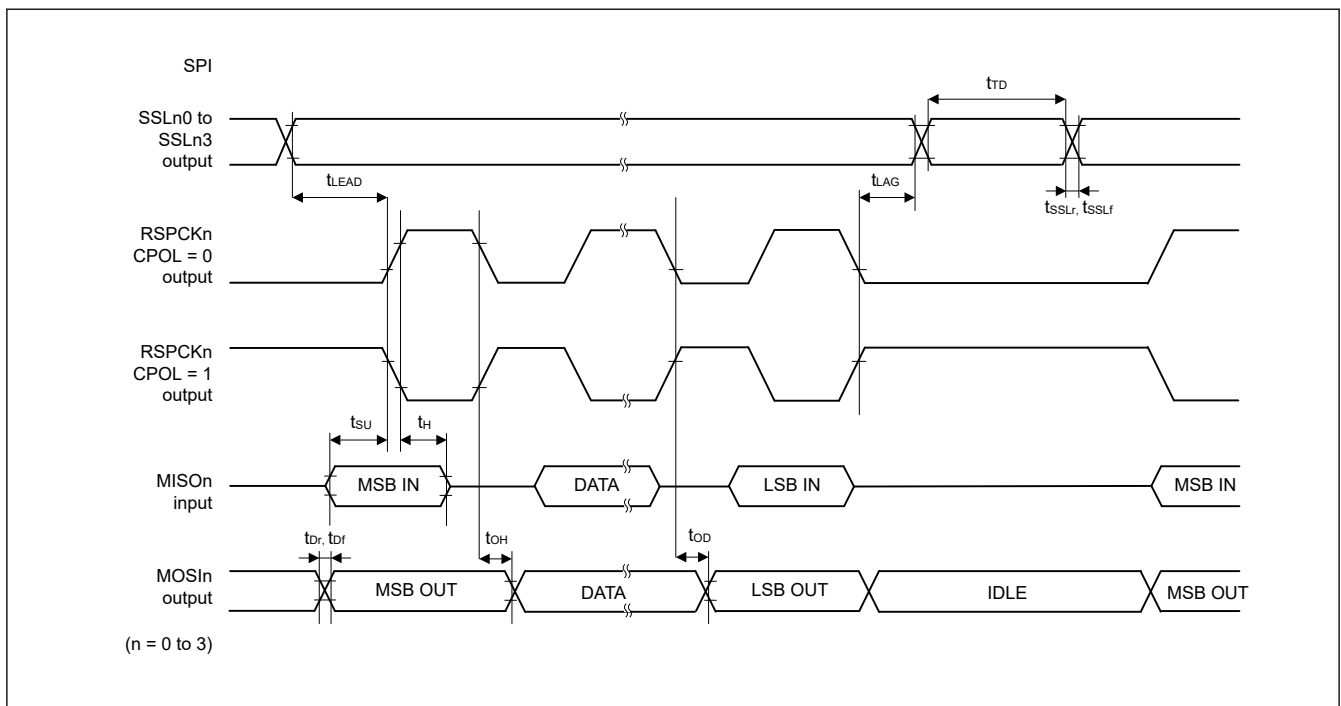 SPI
tTD
SSLn0 to
SSLn3
output
tLEAD
tLAG
tSSLr, tSSLf
RSPCKn
CPOL = 0
output
RSPCKn
CPOL = 1
output
tSU
tH
MISOn
input
MSB IN
DATA
LSB IN
MSB IN
tDr, tDf
tOH
tOD
MOSIn
output
MSB OUT
DATA
LSB OUT
IDLE
MSB OUT
(n = 0 to 3)